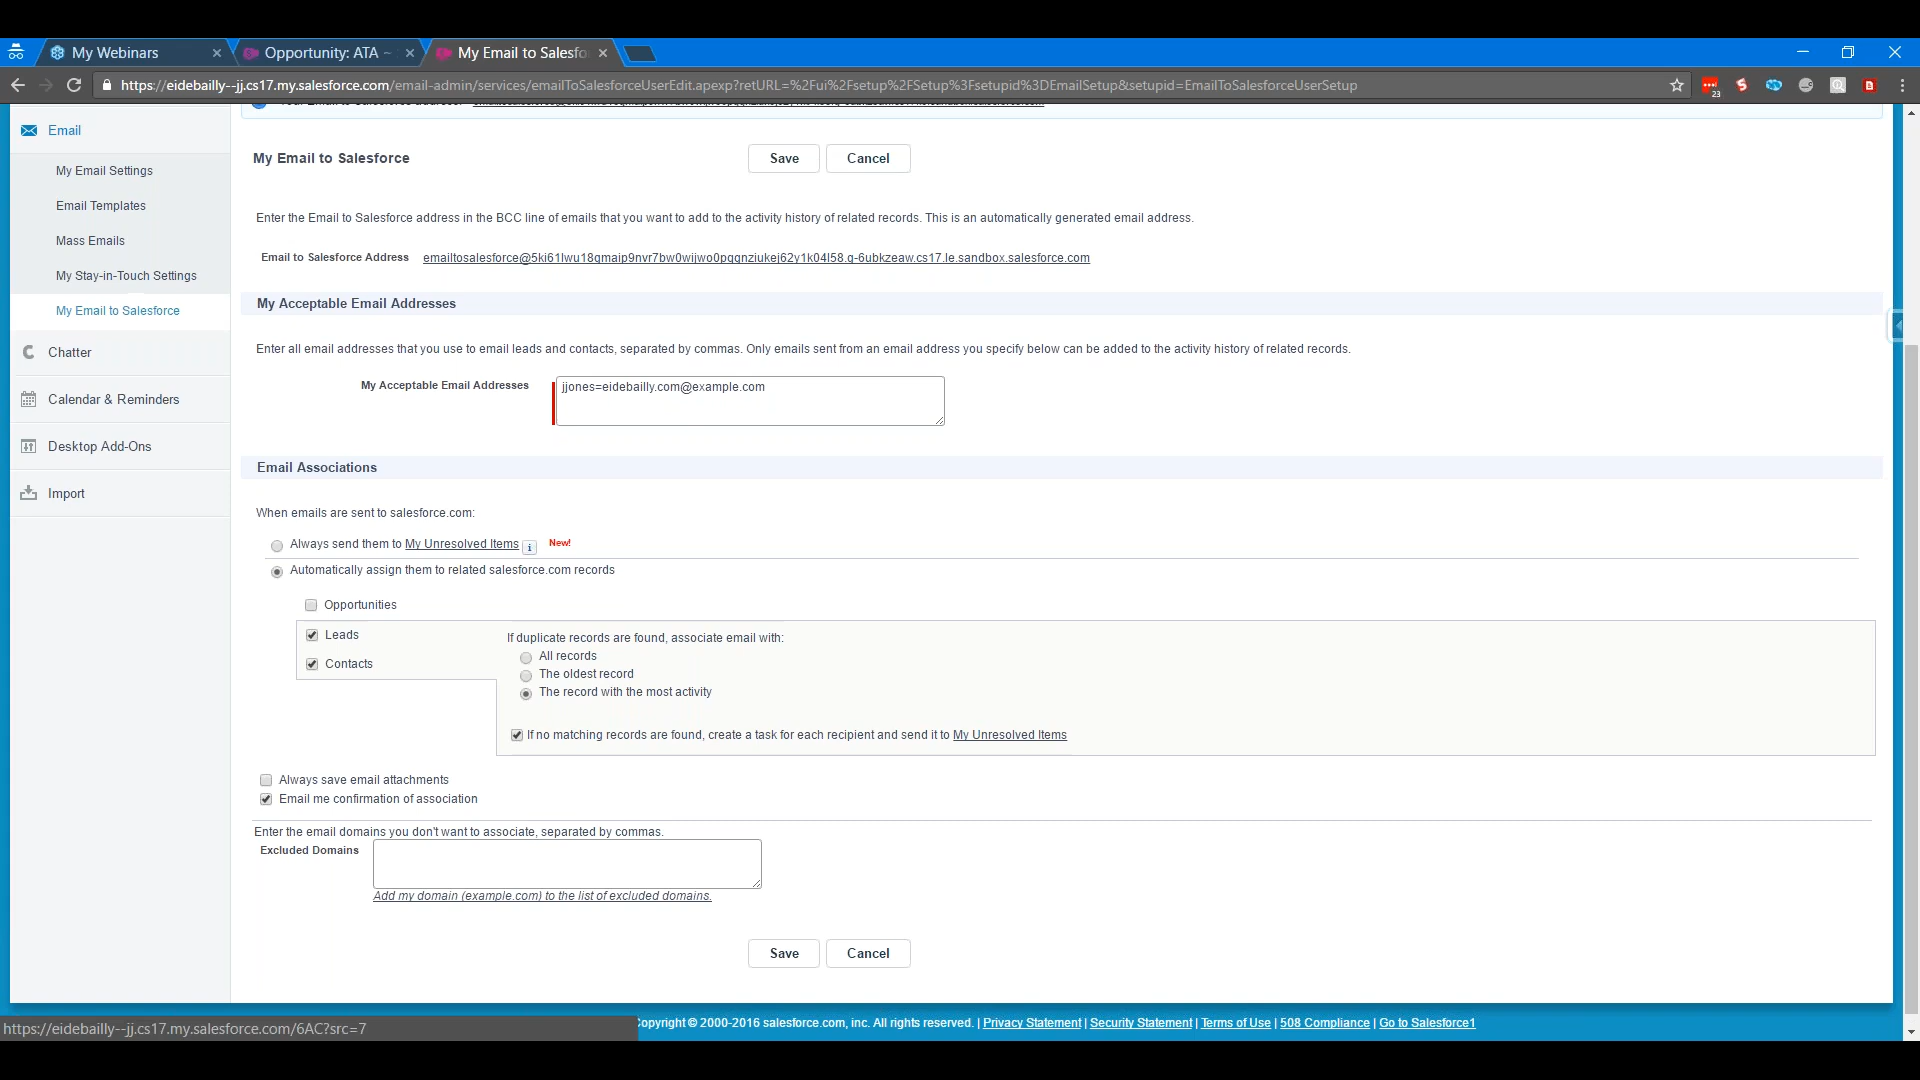 My Webinars
Opportunity: ATA ~
My Email to Salesfo
https://eidebailly--jj.cs17.my.salesforce.com/email-admin/services/emailToSalesforceUserEdit.apexp?retURL=%2Fui%2Fsetup%2FSetup%3Fsetupid%3DEmailSetup&setupid=EmailToSalesforceUserSetup
23
Email
My Email Settings
Email Templates
Mass Emails
My Stay-in-Touch Settings
My Email to Salesforce
Chatter
Calendar & Reminders
Desktop Add-Ons
Import
My Email to Salesforce
Save
Cancel
Enter the Email to Salesforce address in the BCC line of emails that you want to add to the activity history of related records. This is an automatically generated email address.
Email to Salesforce Address
My Acceptable Email Addresses
Enter all email addresses that you use to email leads and contacts, separated by commas. Only emails sent from an email address you specify below can be added to the activity history of related records.
My Acceptable Email Addresses
jjones=eidebailly.com@example.com
Email Associations
When emails are sent to salesforce.com:
Always send them to My Unresolved Items i New!
Automatically assign them to related salesforce.com records
Opportunities
Leads
Contacts
If duplicate records are found, associate email with:
All records
The oldest record
The record with the most activity
If no matching records are found, create a task for each recipient and send it to My Unresolved Items
Always save email attachments
Email me confirmation of association
Enter the email domains you don't want to associate, separated by commas.
Excluded Domains
Add my domain (example.com) to the list of excluded domains.
Save
Cancel
https://eidebailly--jj.cs17.my.salesforce.com/6AC?src=7
opyright © 2000-2016 salesforce.com, inc. All rights reserved. | Privacy Statement | Security Statement | Terms of Use | 508 Compliance | Go to Salesforce1